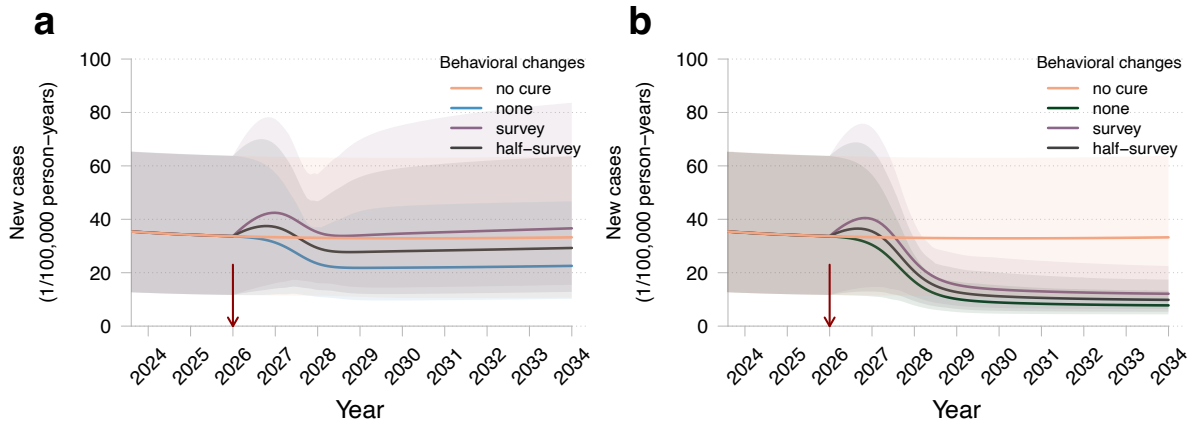 a
New cases
(1/100,000 person−years)
100
80
60
40
20
0
Behavioral changes
no cure
none
survey
half−survey
2024
2025
2026
2027
2028
2029
2030
2031
2032
2033
2034
Year
b
New cases
(1/100,000 person−years)
100
80
60
40
20
0
Behavioral changes
no cure
none
survey
half−survey
2024
2025
2026
2027
2028
2029
2030
2031
2032
2033
2034
Year